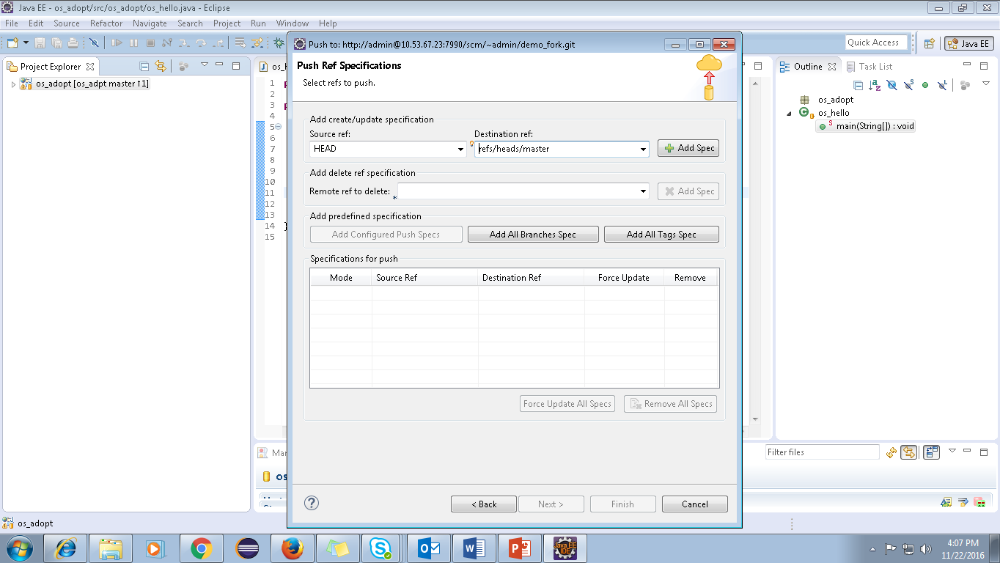 Java EE - os_adopt/src/os_adopt/os_hello.java - Eclipse
File Edit Source Refactor Navigate Search Project Run Window Help
Quick Access
Java EE
Project Explorer
os_adopt [os_adpt master ↑1]
1
2
3
4
5
6
7
8
9
10
11
12
13
14 }
15
Push to: http://admin@10.53.67.23:7990/scm/~admin/demo_fork.git
Push Ref Specifications
Select refs to push.
Add create/update specification
Source ref: Destination ref:
HEAD refs/heads/master Add Spec
Add delete ref specification
Remote ref to delete: Add Spec
Add predefined specification
Add Configured Push Specs Add All Branches Spec Add All Tags Spec
Specifications for push
Mode Source Ref Destination Ref Force Update Remove
Force Update All Specs Remove All Specs
< Back Next > Finish Cancel
Outline Task List
os_adopt
os_hello
main(String[]) : void
Filter files
os_adopt
4:07 PM
11/22/2016